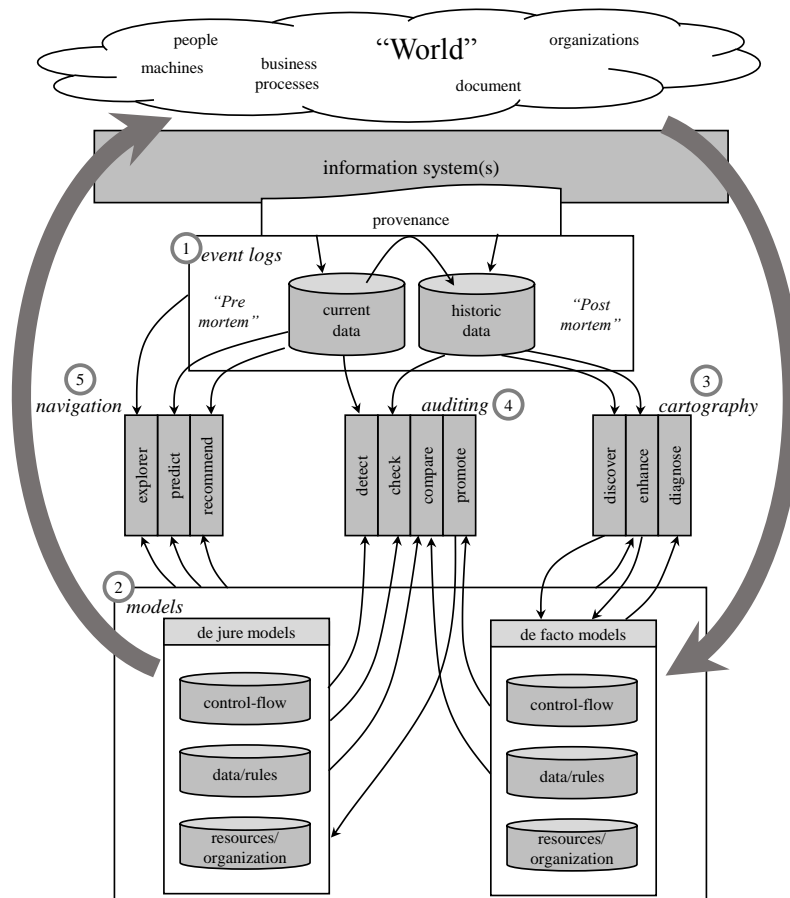 people
“World”
organizations
machines
business
processes
document
information system(s)
provenance
1
event logs
“Pre
mortem”
current
data
historic
data
“Post
mortem”
5
navigation
auditing
4
3
cartography
explorer
predict
recommend
detect
check
compare
promote
discover
enhance
diagnose
2
models
de jure models
control-flow
data/rules
resources/
organization
de facto models
control-flow
data/rules
resources/
organization